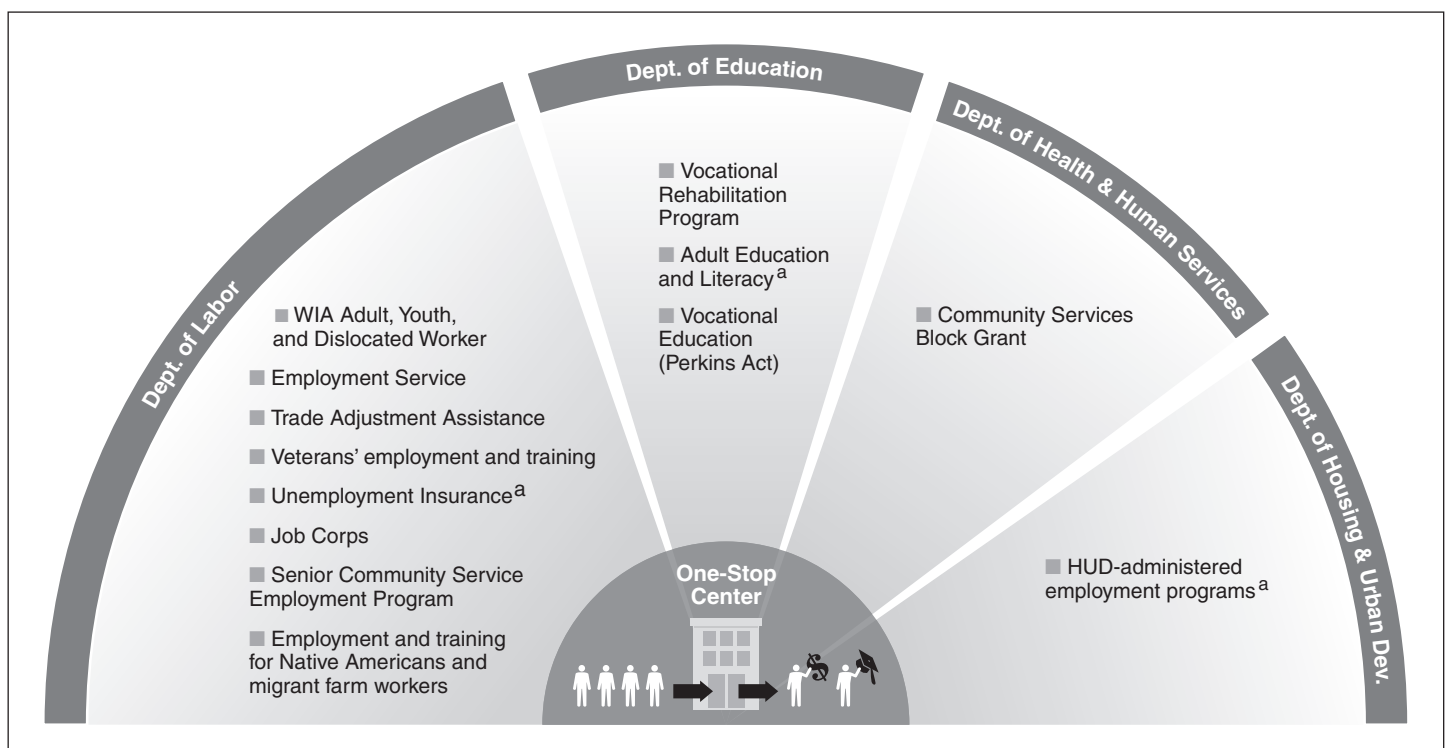 Dept. of Labor
■ WIA Adult, Youth,
and Dislocated Worker
■ Employment Service
■ Trade Adjustment Assistance
■ Veterans’ employment and training
■ Unemployment Insurance a
■ Job Corps
■ Senior Community Service
Employment Program
■ Employment and training
for Native Americans and
migrant farm workers
Dept. of Education
■ Vocational
Rehabilitation
Program
■ Adult Education
and Literacy a
■ Vocational
Education
(Perkins Act)
Dept. of Health & Human Services
■ Community Services
Block Grant
Dept. of Housing & Urban Dev.
■ HUD-administered
employment programs a
One-Stop
Center
$